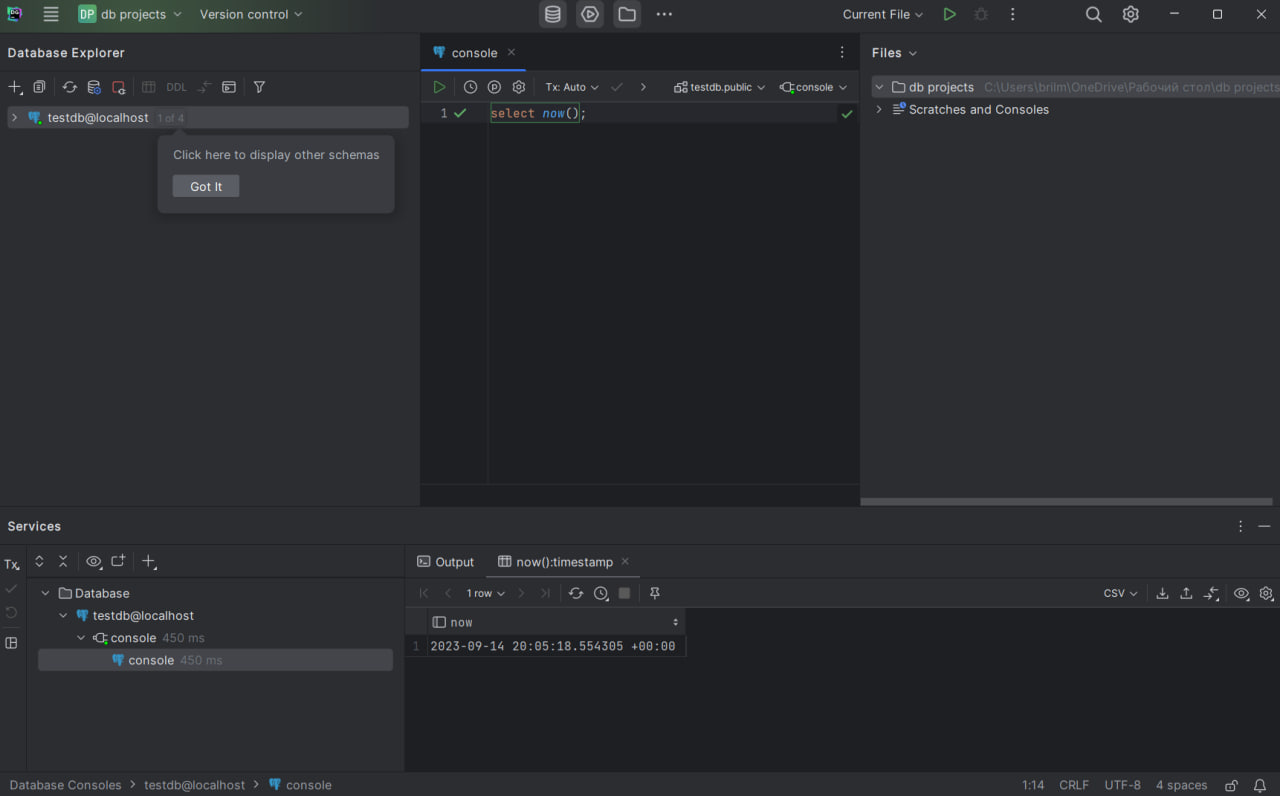 DP db projects Version control Current File
Database Explorer
console
Files
DDL
Tx: Auto
testdb.public
console
testdb@localhost 1 of 4
Click here to display other schemas
Got It
1 select now();
db projects C:\Users\brilm\OneDrive\Рабочий стол\db projects
Scratches and Consoles
Services
Tx
Output
now():timestamp
1 row
CSV
Database
testdb@localhost
console 450 ms
console 450 ms
now
1 2023-09-14 20:05:18.554305 +00:00
Database Consoles testdb@localhost console 1:14 CRLF UTF-8 4 spaces